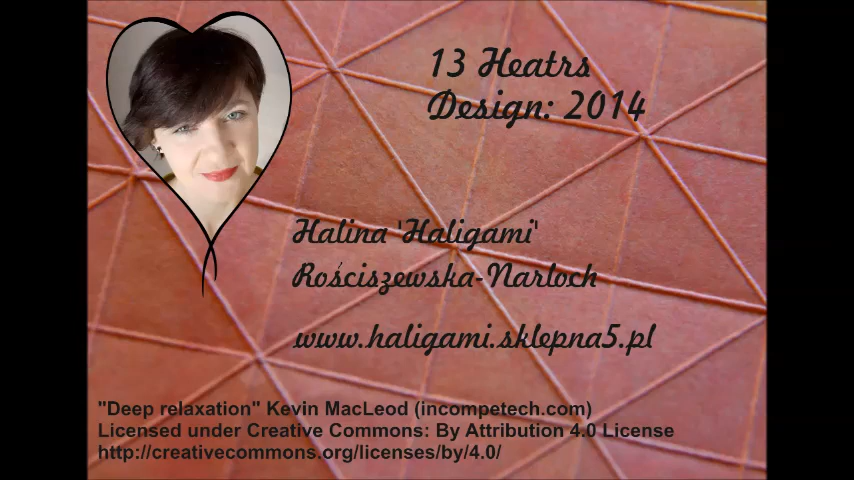 13 Heatrs
Design: 2014
Halina 'Haligami'
Rościszewska-Narloch
www.haligami.sklepna5.pl
"Deep relaxation" Kevin MacLeod (incompetech.com)
Licensed under Creative Commons: By Attribution 4.0 License
http://creativecommons.org/licenses/by/4.0/